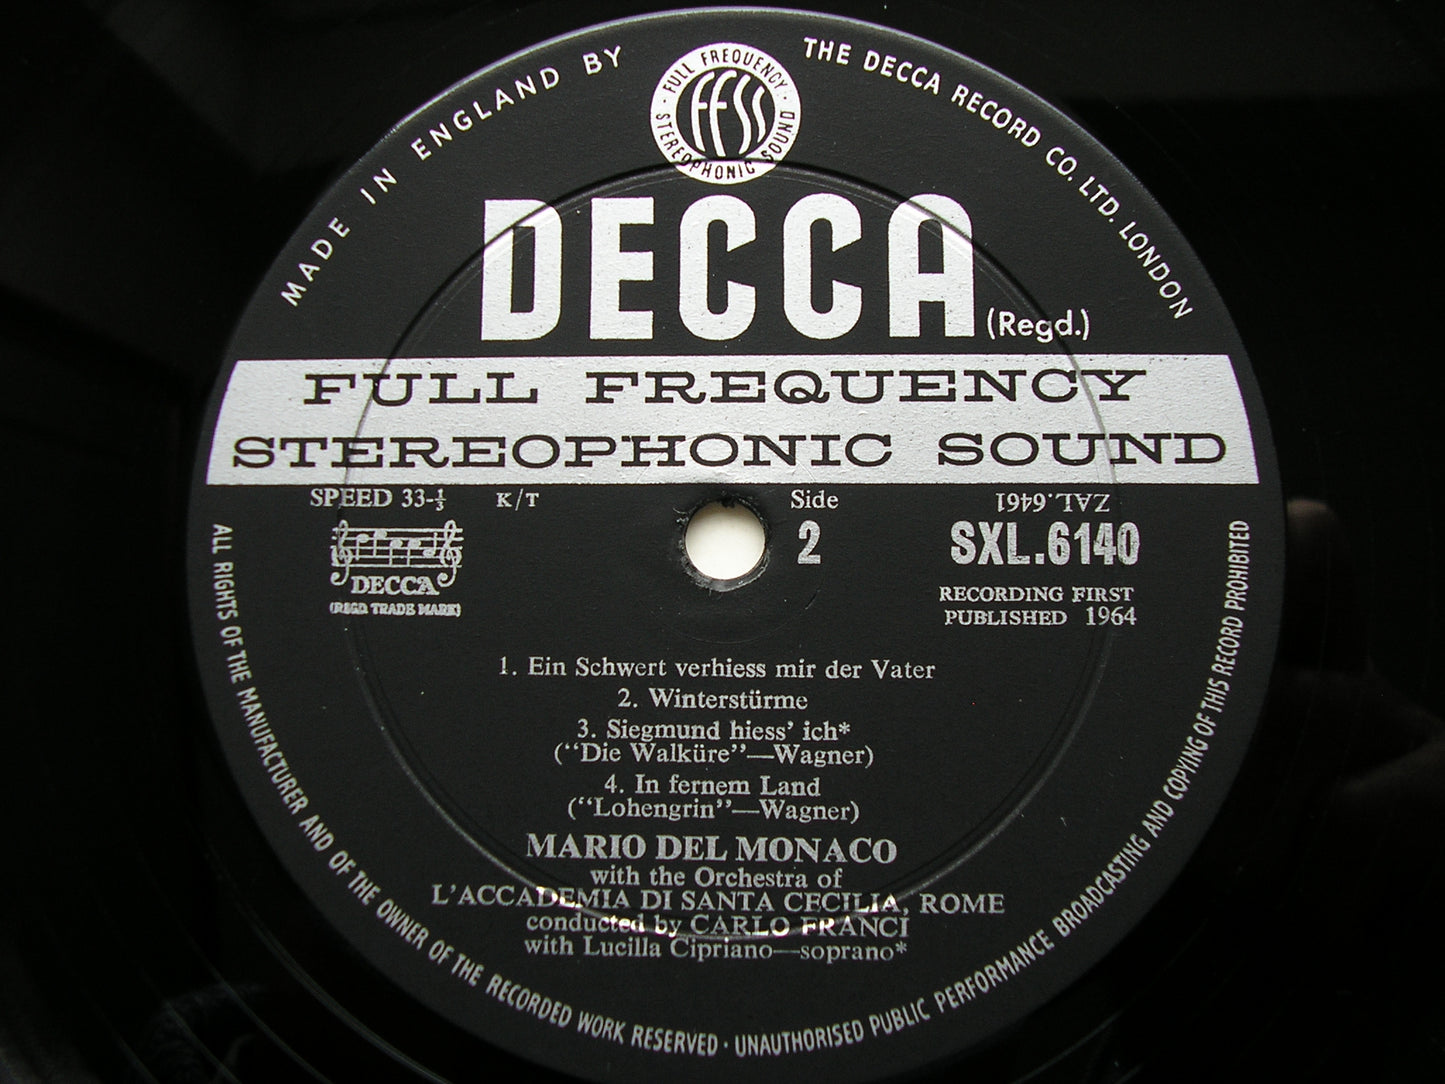 MADE IN ENGLAND BY
THE DECCA RECORD CO. LTD. LONDON
· FULL FREQUENCY · STEREOPHONIC SOUND
FFSS
DECCA (Regd.)
FULL FREQUENCY
STEREOPHONIC SOUND
SPEED 33-⅓ K/T
Side
2
ZAL.6461
SXL.6140
DECCA
(REGD. TRADE MARK)
RECORDING FIRST
PUBLISHED 1964
1. Ein Schwert verhiess mir der Vater
2. Winterstürme
3. Siegmund hiess' ich*
("Die Walküre"—Wagner)
4. In fernem Land
("Lohengrin"—Wagner)
MARIO DEL MONACO
with the Orchestra of
L'ACCADEMIA DI SANTA CECILIA, ROME
conducted by CARLO FRANCI
with Lucilla Cipriano—soprano*
ALL RIGHTS OF THE MANUFACTURER AND OF THE OWNER OF THE RECORDED WORK RESERVED · UNAUTHORISED PUBLIC PERFORMANCE BROADCASTING AND COPYING OF THIS RECORD PROHIBITED